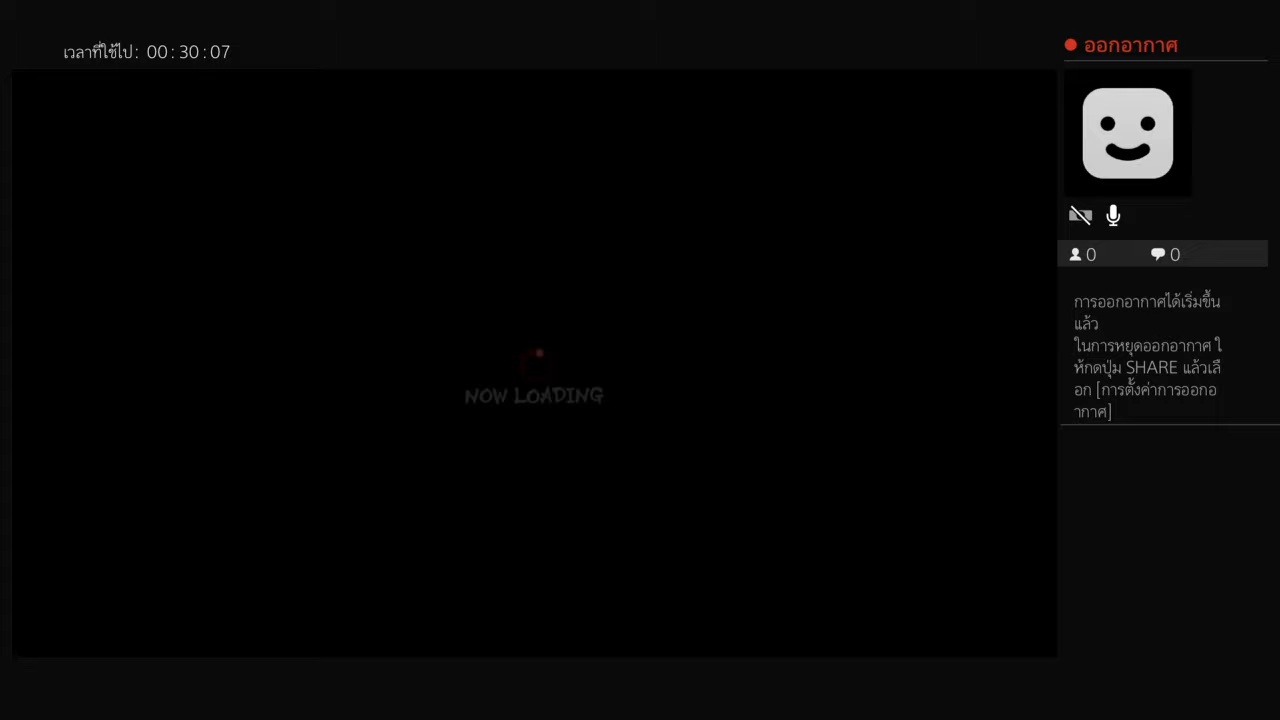 เวลาที่ใช้ไป: 00:30:07
ออกอากาศ
0 0
การออกอากาศได้เริ่มขึ้น
แล้ว
ในการหยุดออกอากาศ ใ
ห้กดปุ่ม SHARE แล้วเลื
อก [การตั้งค่าการออกอ
ากาศ]
NOW LOADING